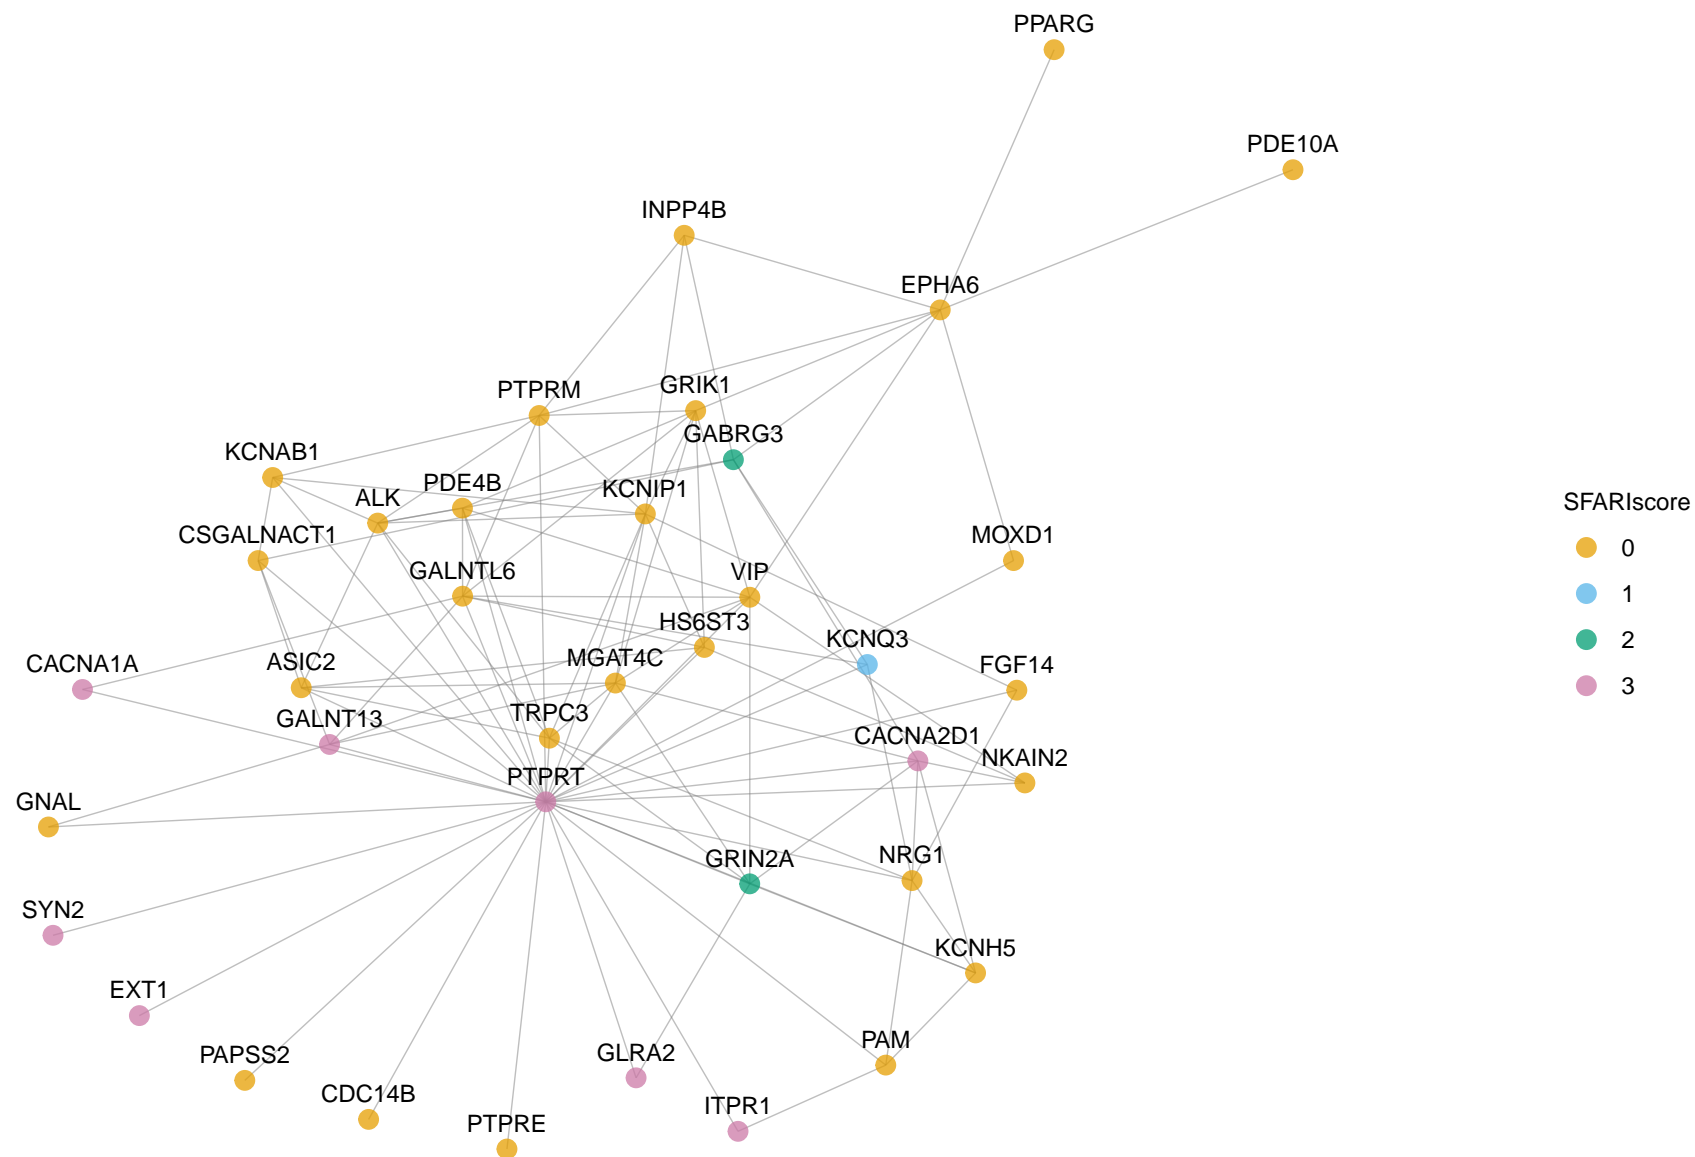 PPARG
PDE10A
INPP4B
EPHA6
PTPRM
GRIK1
GABRG3
KCNAB1
PDE4B
KCNIP1
ALK
SFARIscore
CSGALNACT1
MOXD1
0
GALNTL6
VIP
1
HS6ST3
KCNQ3
2
CACNA1A
ASIC2
MGAT4C
FGF14
3
GALNT13
TRPC3
CACNA2D1
NKAIN2
PTPRT
GNAL
GRIN2A
NRG1
SYN2
KCNH5
EXT1
PAPSS2
GLRA2
PAM
CDC14B
ITPR1
PTPRE